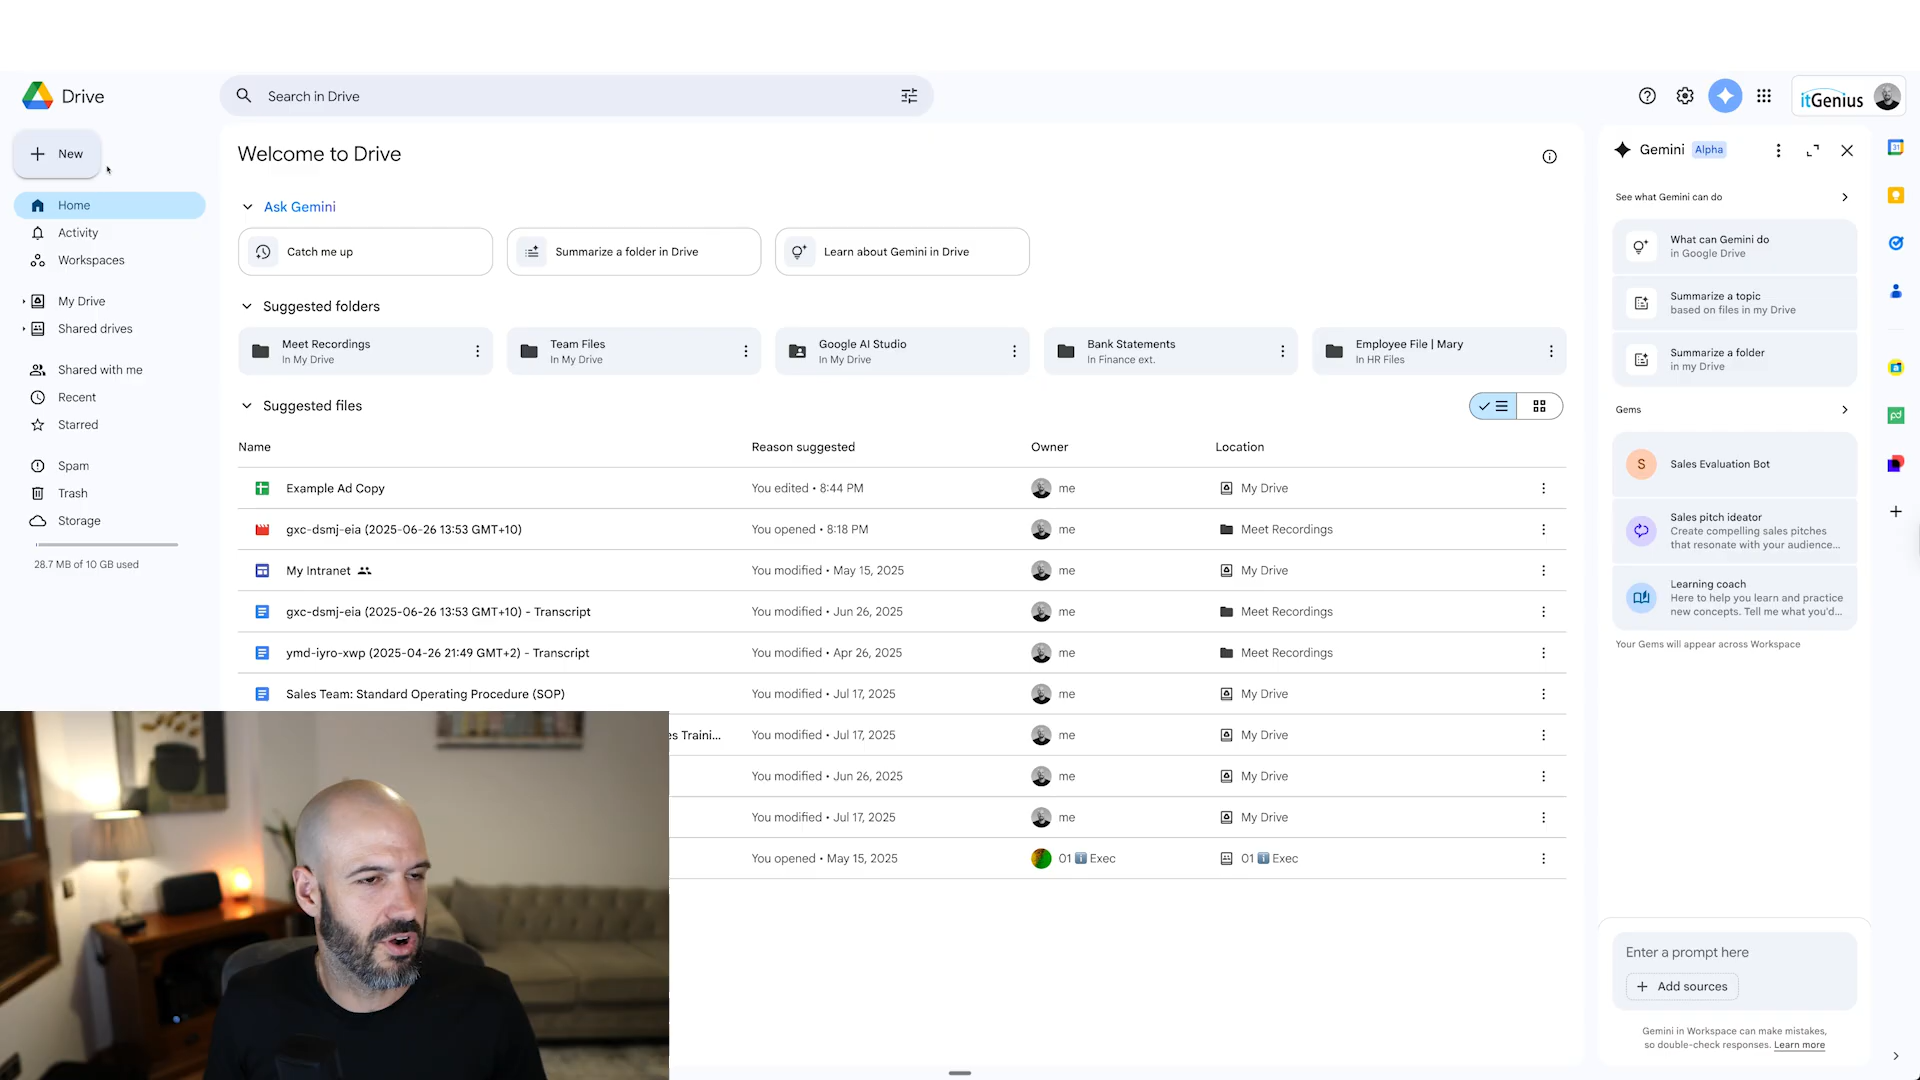 Drive
Search in Drive
itGenius
New
Home
Activity
Workspaces
My Drive
Shared drives
Shared with me
Recent
Starred
Spam
Trash
Storage
28.7 MB of 10 GB used
Welcome to Drive
Ask Gemini
Catch me up
Summarize a folder in Drive
Learn about Gemini in Drive
Suggested folders
Meet Recordings
In My Drive
Team Files
In My Drive
Google AI Studio
In My Drive
Bank Statements
In Finance ext.
Employee File | Mary
In HR Files
Suggested files
Name Reason suggested Owner Location
Example Ad Copy You edited • 8:44 PM me My Drive
gxc-dsmj-eia (2025-06-26 13:53 GMT+10) You opened • 8:18 PM me Meet Recordings
My Intranet You modified • May 15, 2025 me My Drive
gxc-dsmj-eia (2025-06-26 13:53 GMT+10) - Transcript You modified • Jun 26, 2025 me Meet Recordings
ymd-iyro-xwp (2025-04-26 21:49 GMT+2) - Transcript You modified • Apr 26, 2025 me Meet Recordings
Sales Team: Standard Operating Procedure (SOP) You modified • Jul 17, 2025 me My Drive
es Traini... You modified • Jul 17, 2025 me My Drive
You modified • Jun 26, 2025 me My Drive
You modified • Jul 17, 2025 me My Drive
You opened • May 15, 2025 01 ℹ️ Exec 01 ℹ️ Exec
Gemini Alpha
See what Gemini can do
What can Gemini do
in Google Drive
Summarize a topic
based on files in my Drive
Summarize a folder
in my Drive
Gems
S
Sales Evaluation Bot
Sales pitch ideator
Create compelling sales pitches
that resonate with your audience...
Learning coach
Here to help you learn and practice
new concepts. Tell me what you'd...
Your Gems will appear across Workspace
Enter a prompt here
Add sources
Gemini in Workspace can make mistakes,
so double-check responses. Learn more
31
pd